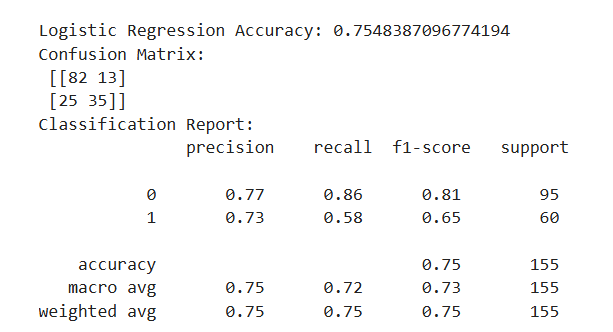 Logistic Regression Accuracy: 0.7548387096774194
Confusion Matrix:
[[82 13]
[25 35]]
Classification Report:
precision recall f1-score support
0 0.77 0.86 0.81 95
1 0.73 0.58 0.65 60
accuracy 0.75 155
macro avg 0.75 0.72 0.73 155
weighted avg 0.75 0.75 0.75 155